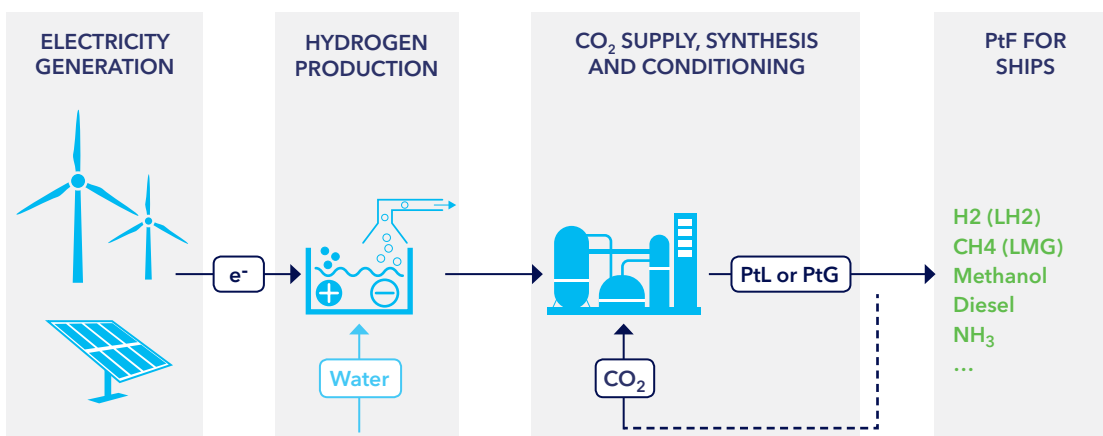 ELECTRICITY
GENERATION
HYDROGEN
PRODUCTION
CO₂ SUPPLY, SYNTHESIS
AND CONDITIONING
PtF FOR
SHIPS
e⁻
Water
PtL or PtG
CO₂
H2 (LH2)
CH4 (LMG)
Methanol
Diesel
NH₃
...